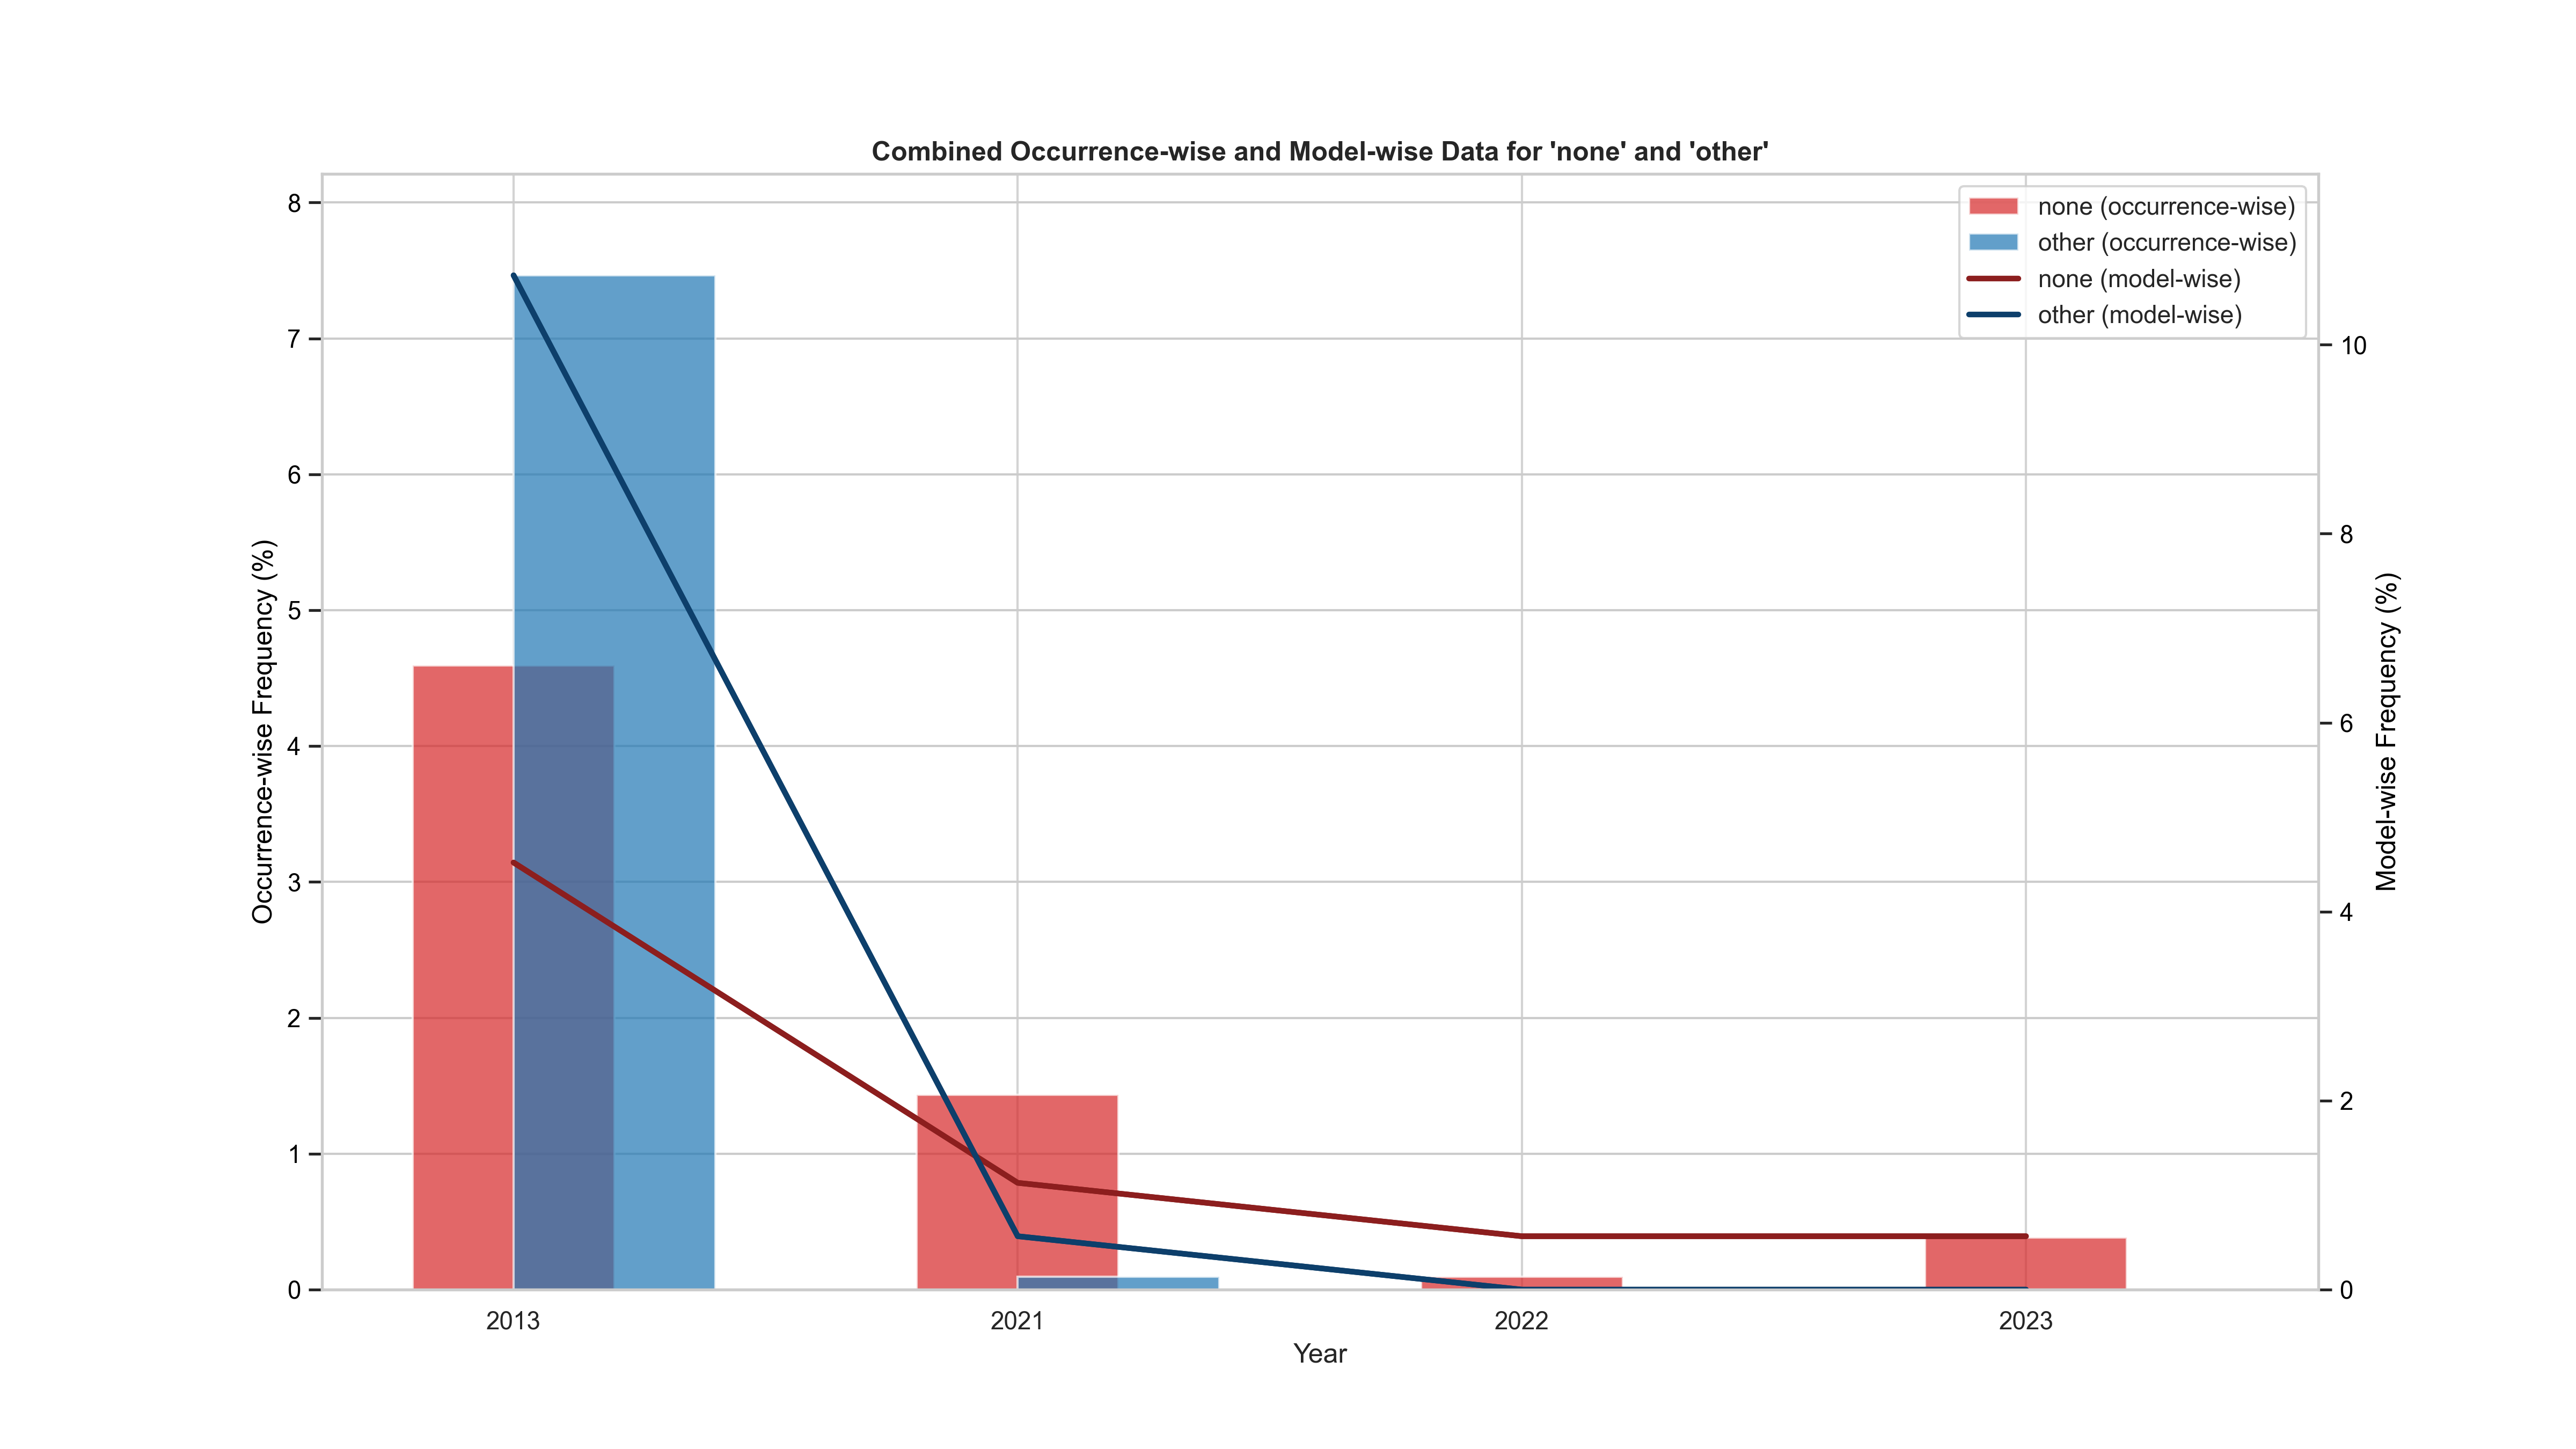 Combined Occurrence-wise and Model-wise Data for 'none' and 'other'
none (occurrence-wise)
other (occurrence-wise)
none (model-wise)
other (model-wise)
Occurrence-wise Frequency (%)
8
7
6
5
4
3
2
1
0
Model-wise Frequency (%)
10
8
6
4
2
0
2013 2021 2022 2023
Year